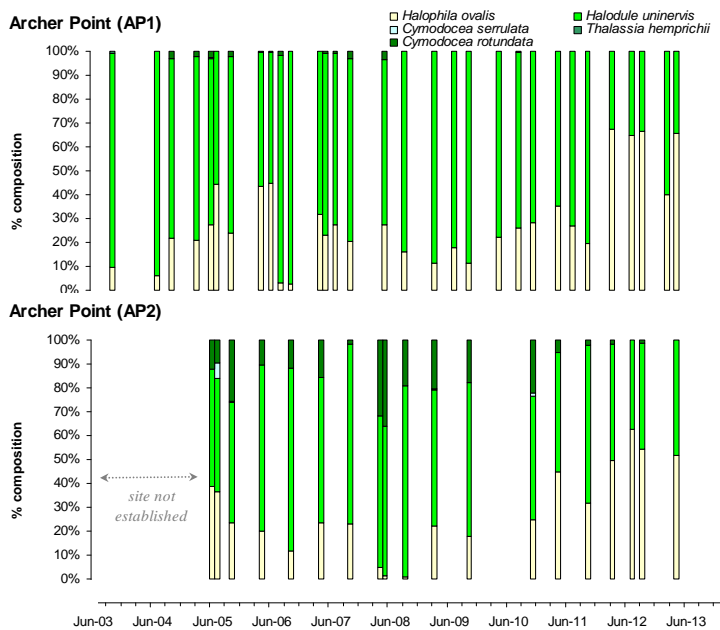 Archer Point (AP1)
Halophila ovalis
Halodule uninervis
Cymodocea serrulata
Thalassia hemprichii
Cymodocea rotundata
100%
90%
80%
70%
60%
50%
40%
30%
20%
10%
0%
% composition
Archer Point (AP2)
100%
90%
80%
70%
60%
50%
40%
30%
20%
10%
0%
% composition
site not
established
Jun-03 Jun-04 Jun-05 Jun-06 Jun-07 Jun-08 Jun-09 Jun-10 Jun-11 Jun-12 Jun-13